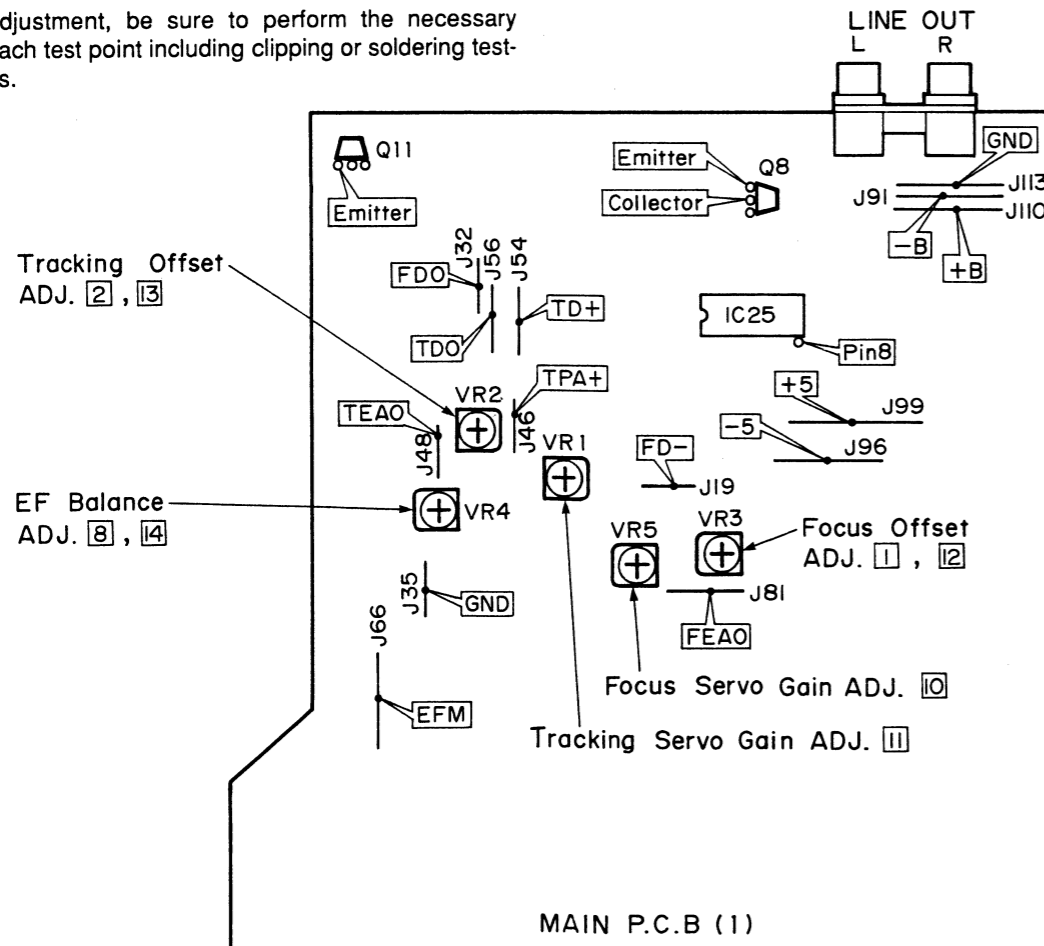 djustment, be sure to perform the necessary
ach test point including clipping or soldering test-
s.
LINE OUT
L R
Q11
Emitter
Emitter
Q8
Collector
GND
J113
J91
J110
-B
+B
Tracking Offset
ADJ. 2 , 13
J32
J56
J54
FDO
TD+
TDO
IC25
Pin8
TPA+
VR2
TEAO
J46
J48
VR1
+5
J99
-5
J96
FD-
J19
EF Balance
ADJ. 8 , 14
VR4
VR5
VR3
Focus Offset
ADJ. 1 , 12
J35
GND
J81
FEAO
J66
EFM
Focus Servo Gain ADJ. 10
Tracking Servo Gain ADJ. 11
MAIN P.C.B (1)